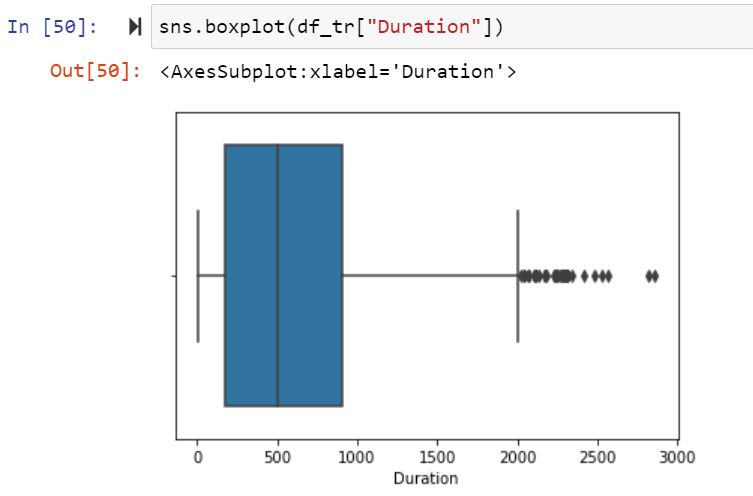 In [50]: sns.boxplot(df_tr["Duration"])
Out[50]: <AxesSubplot:xlabel='Duration'>
0 500 1000 1500 2000 2500 3000
Duration